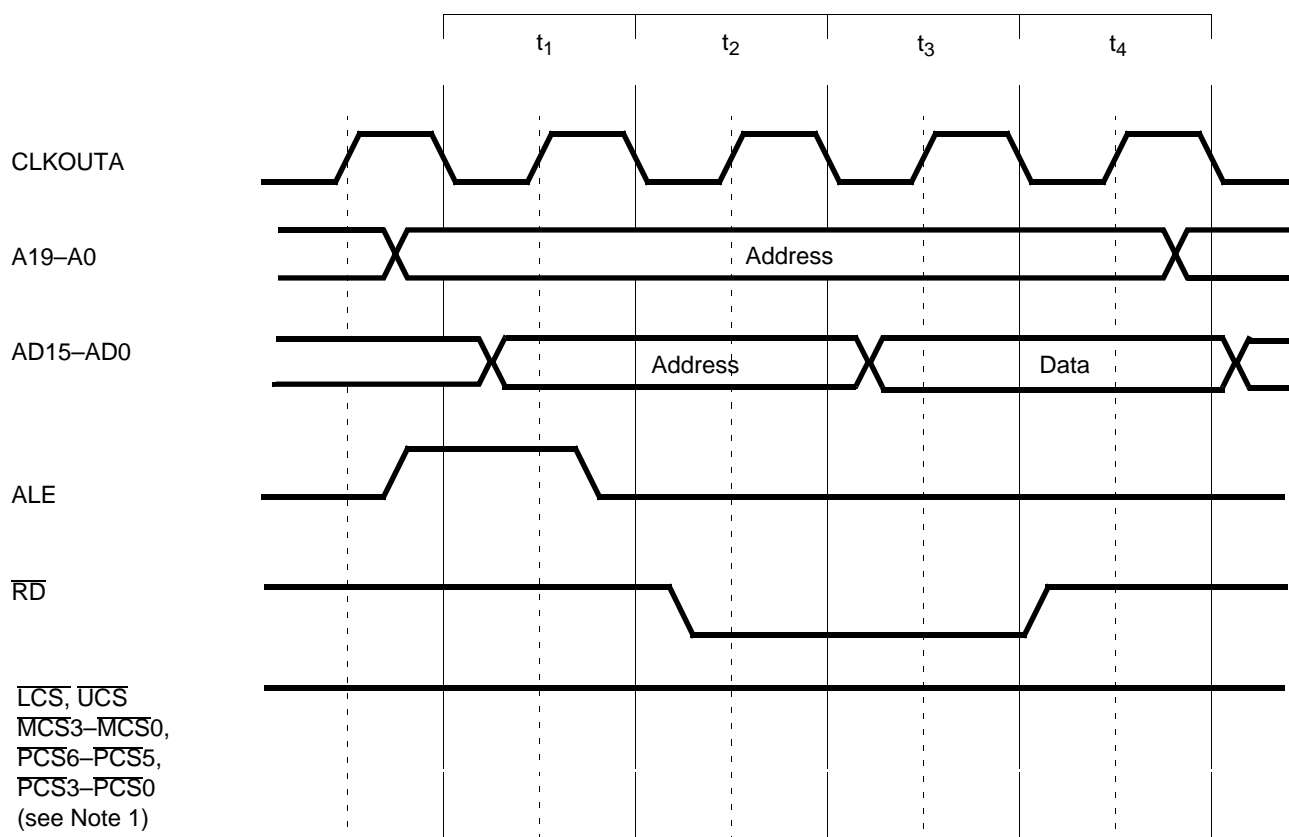 t1 t2 t3 t4
CLKOUTA
A19–A0 Address
AD15–AD0 Address Data
ALE
RD
LCS, UCS
MCS3–MCS0,
PCS6–PCS5,
PCS3–PCS0
(see Note 1)